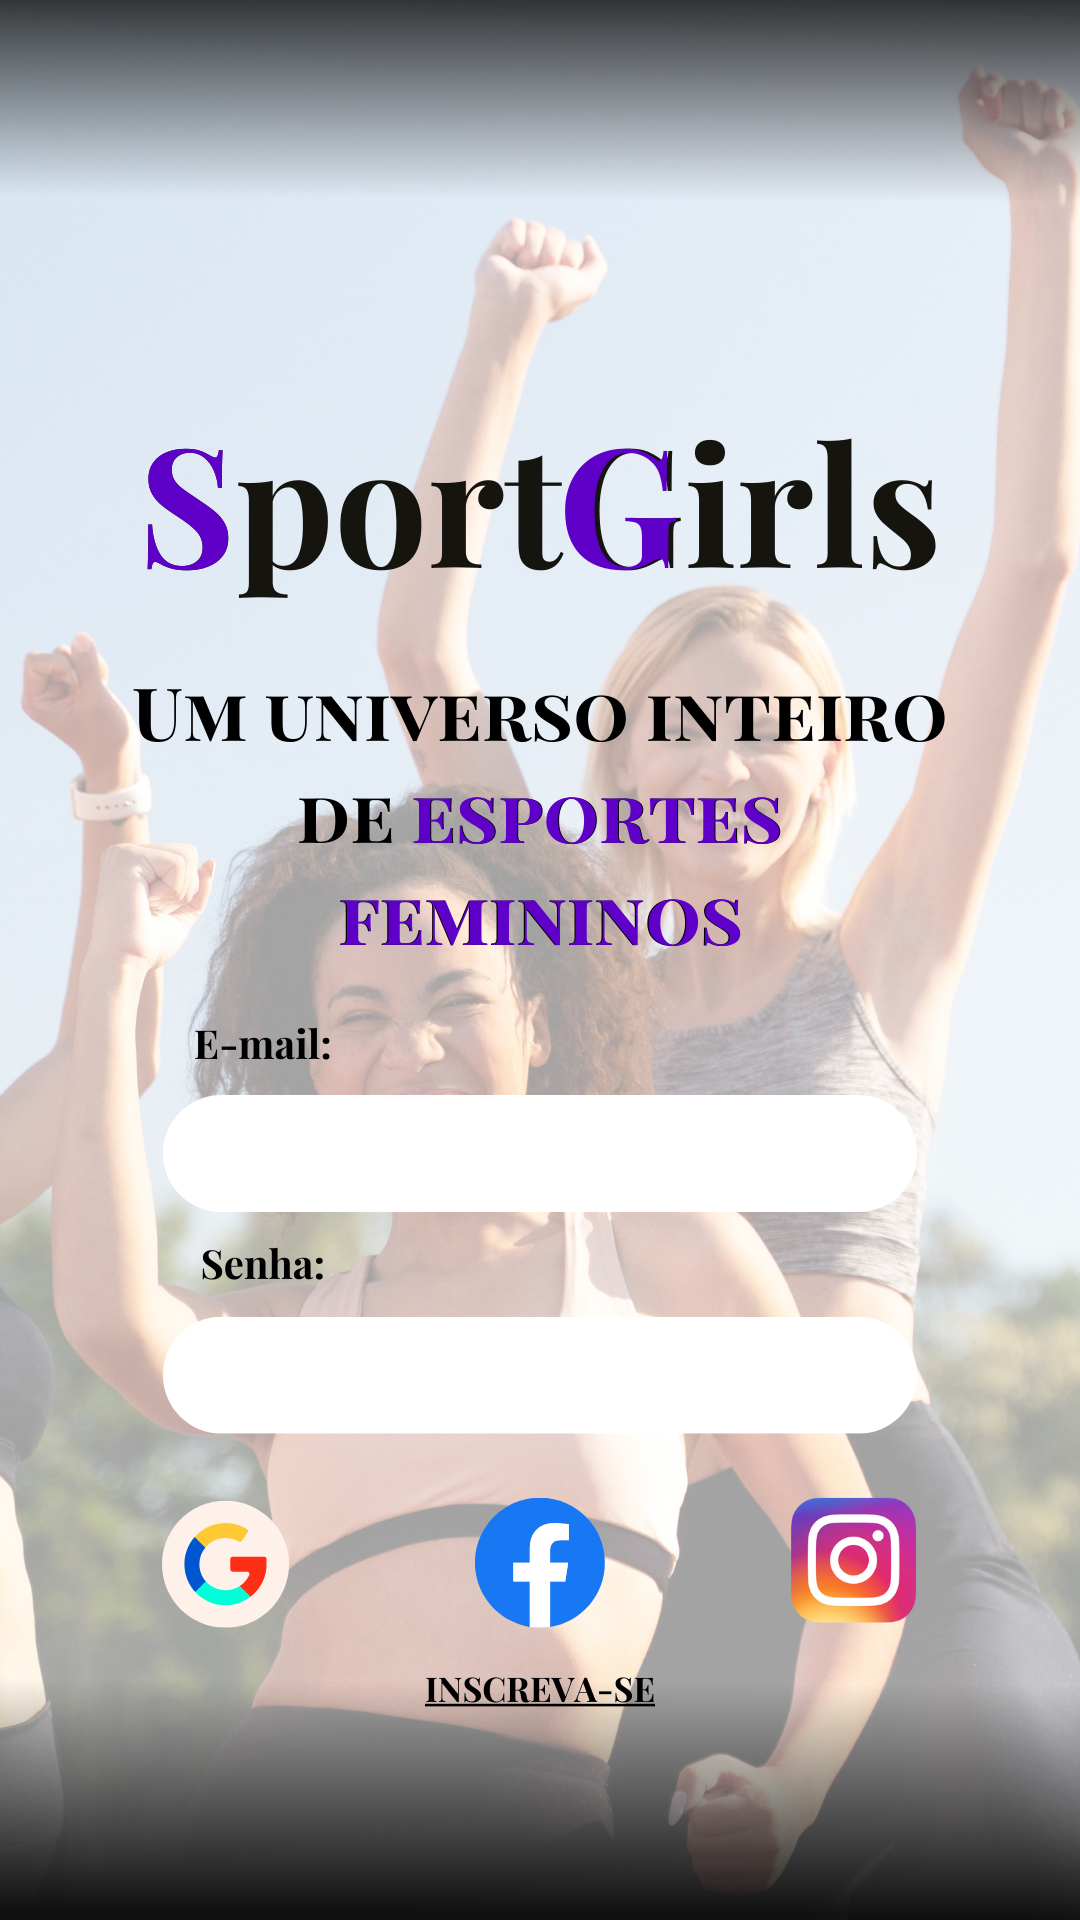 SportGirls
Um universo inteiro
de esportes
femininos
E-mail:
Senha:
INSCREVA-SE